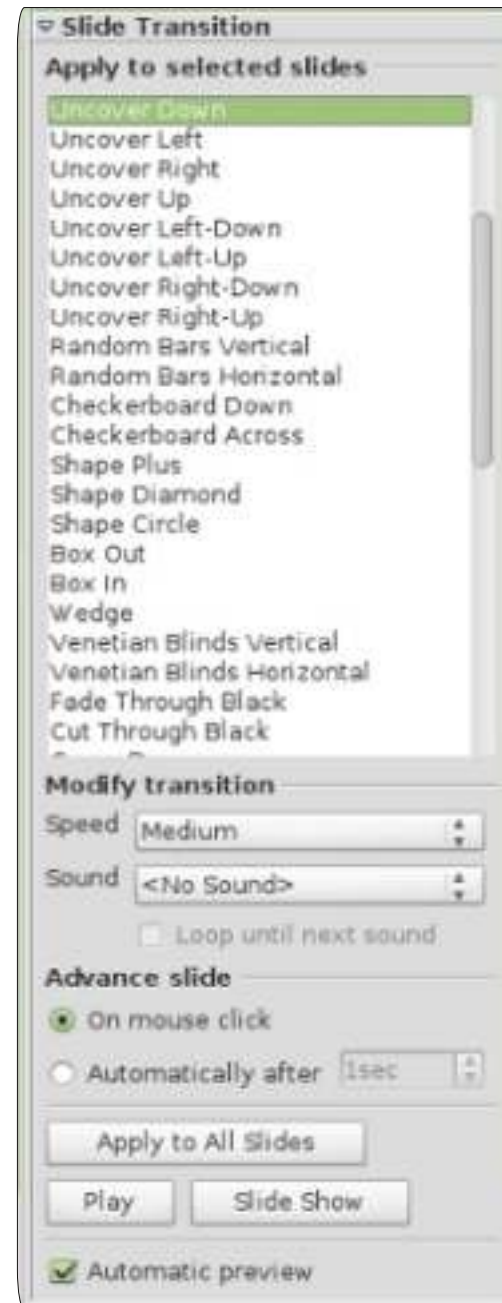 Slide Transition
Apply to selected slides
Uncover Down
Uncover Left
Uncover Right
Uncover Up
Uncover Left-Down
Uncover Left-Up
Uncover Right-Down
Uncover Right-Up
Random Bars Vertical
Random Bars Horizontal
Checkerboard Down
Checkerboard Across
Shape Plus
Shape Diamond
Shape Circle
Box Out
Box In
Wedge
Venetian Blinds Vertical
Venetian Blinds Horizontal
Fade Through Black
Cut Through Black
Modify transition
Speed Medium
Sound <No Sound>
Loop until next sound
Advance slide
On mouse click
Automatically after 1sec
Apply to All Slides
Play Slide Show
Automatic preview